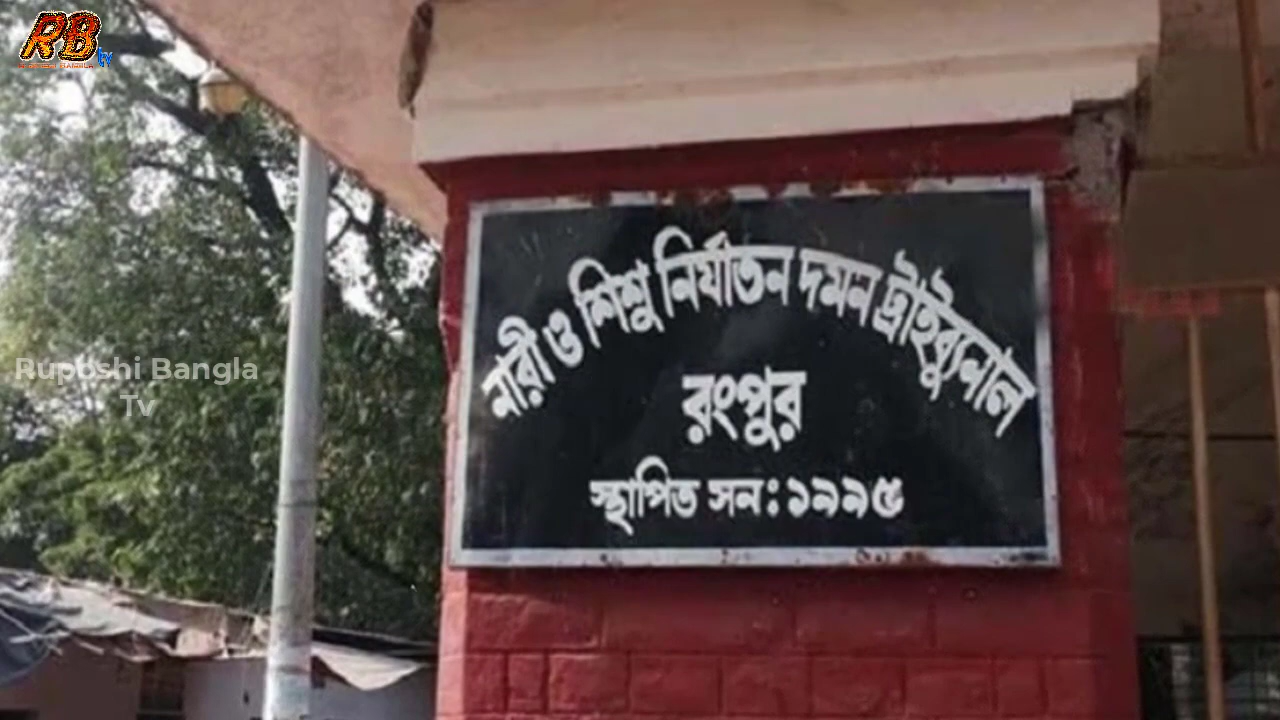 RB tv
Ruposhi Bangla
Tv
নারী ও শিশু নির্যাতন দমন ট্রাইব্যুনাল
রংপুর
স্থাপিত সন: ১৯৯৫